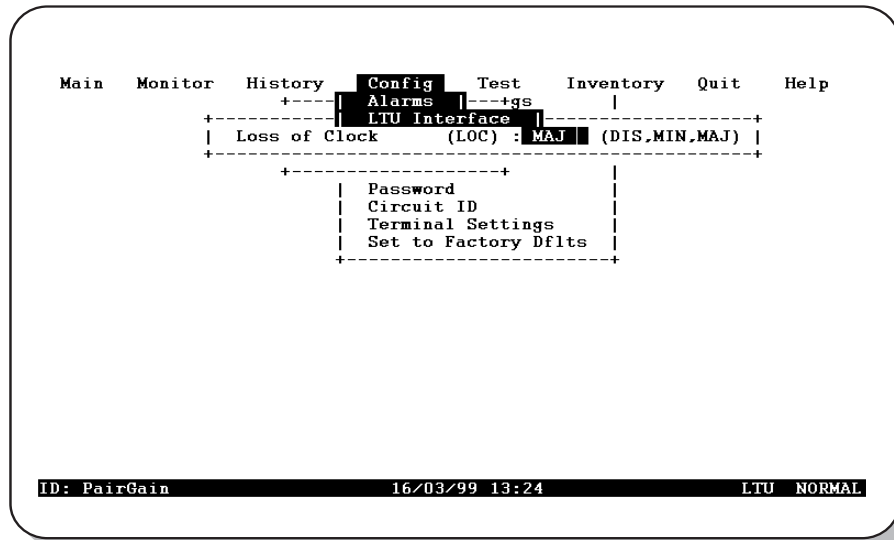 Main Monitor History Config Test Inventory Quit Help
+----| Alarms |---+gs |
+-----------| LTU Interface |--------------------+
| Loss of Clock (LOC) : MAJ (DIS,MIN,MAJ) |
+-------------------------------------------------+
+-------------------+ |
| Password |
| Circuit ID |
| Terminal Settings |
| Set to Factory Dflts |
+------------------------+
ID: PairGain 16/03/99 13:24 LTU NORMAL